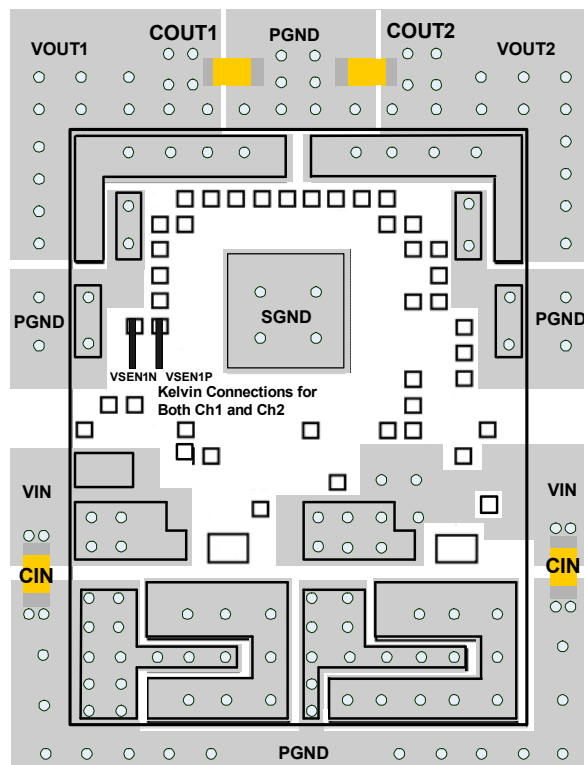 COUT1
PGND
COUT2
VOUT1
VOUT2
SGND
PGND
PGND
VSEN1N VSEN1P
Kelvin Connections for
Both Ch1 and Ch2
VIN
VIN
CIN
CIN
PGND